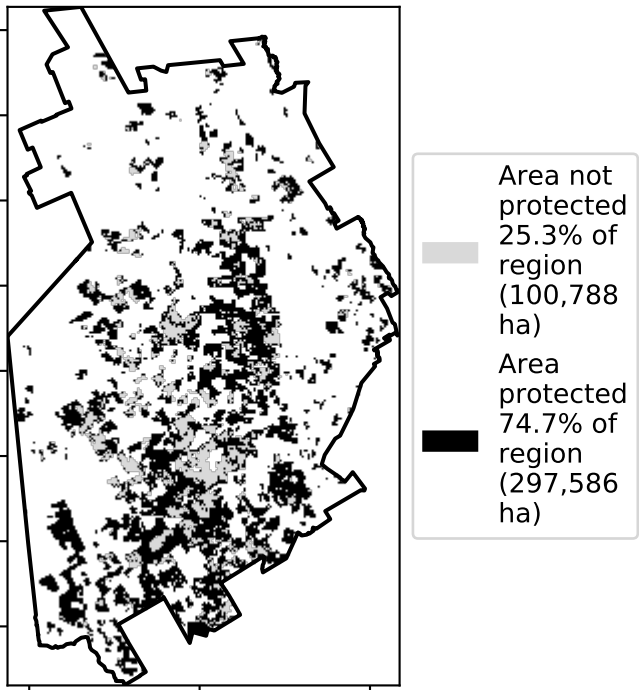 Area not
protected
25.3% of
region
(100,788
ha)
Area
protected
74.7% of
region
(297,586
ha)